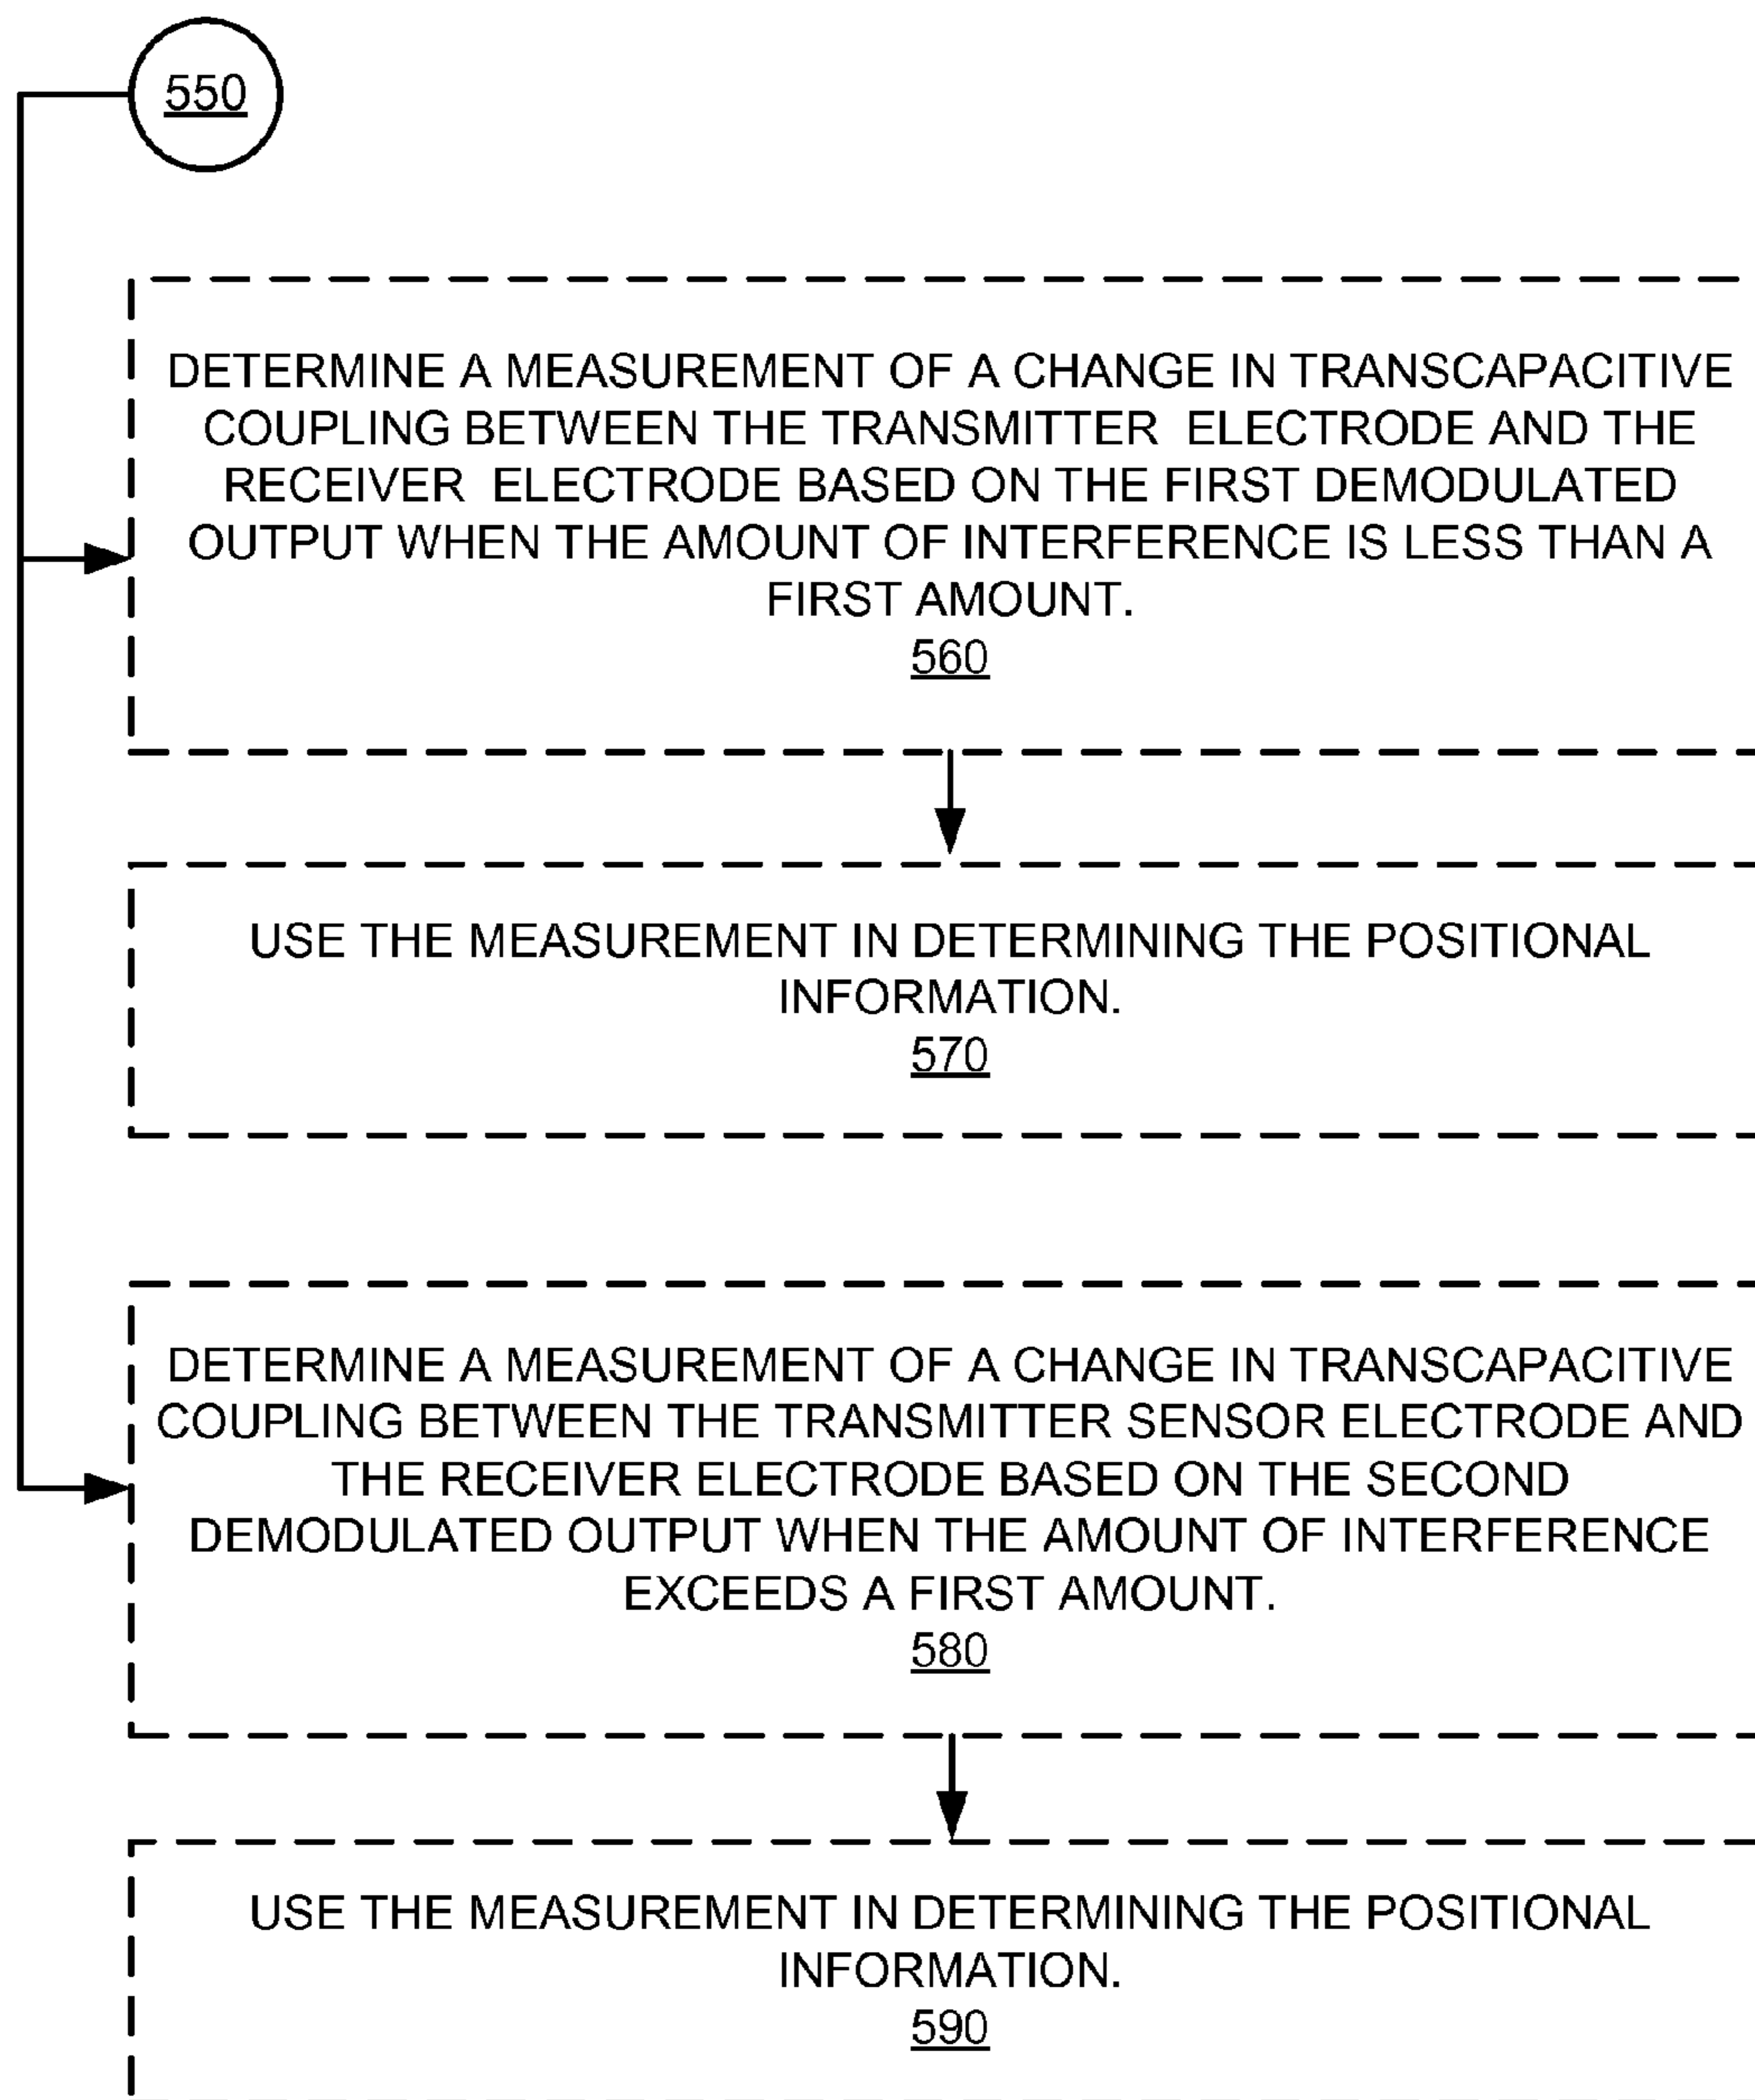 550
DETERMINE A MEASUREMENT OF A CHANGE IN TRANSCAPACITIVE
COUPLING BETWEEN THE TRANSMITTER ELECTRODE AND THE
RECEIVER ELECTRODE BASED ON THE FIRST DEMODULATED
OUTPUT WHEN THE AMOUNT OF INTERFERENCE IS LESS THAN A
FIRST AMOUNT.
560
USE THE MEASUREMENT IN DETERMINING THE POSITIONAL
INFORMATION.
570
DETERMINE A MEASUREMENT OF A CHANGE IN TRANSCAPACITIVE
COUPLING BETWEEN THE TRANSMITTER SENSOR ELECTRODE AND
THE RECEIVER ELECTRODE BASED ON THE SECOND
DEMODULATED OUTPUT WHEN THE AMOUNT OF INTERFERENCE
EXCEEDS A FIRST AMOUNT.
580
USE THE MEASUREMENT IN DETERMINING THE POSITIONAL
INFORMATION.
590